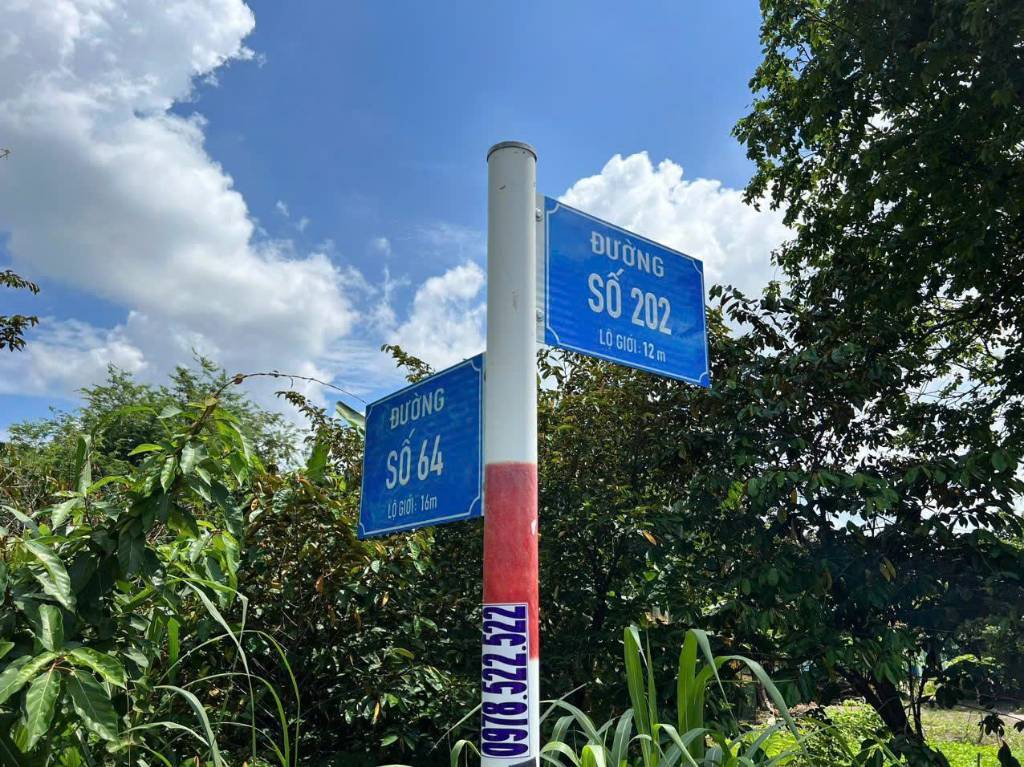 ĐƯỜNG
SỐ 202
LỘ GIỚI: 12 m
ĐƯỜNG
SỐ 64
LỘ GIỚI: 16m
0978.522.522